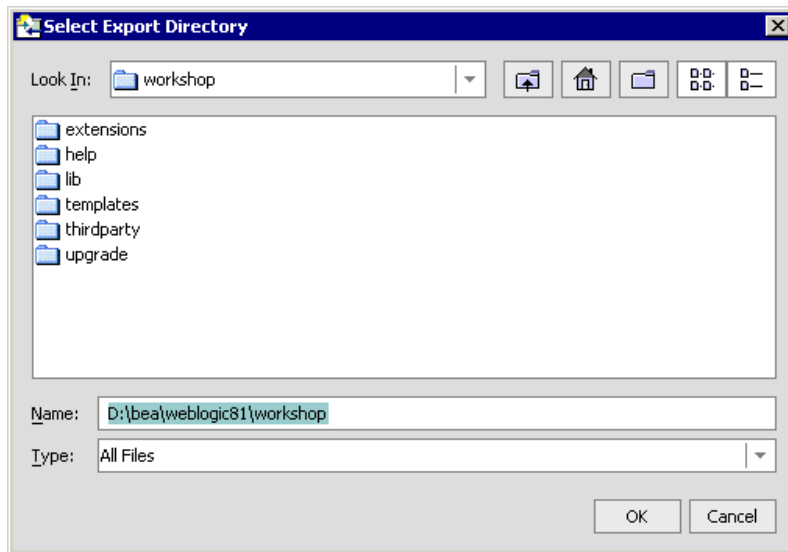 Select Export Directory
Look In: workshop
extensions
help
lib
templates
thirdparty
upgrade
Name: D:\bea\weblogic81\workshop
Type: All Files
OK Cancel